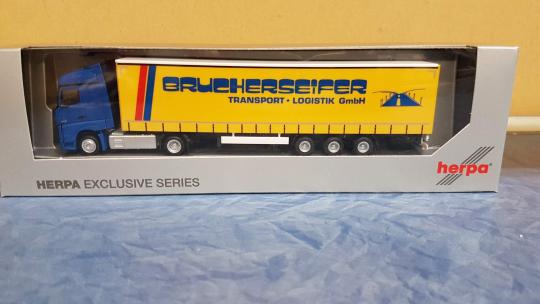 BRUCHERSEIFER
TRANSPORT • LOGISTIK GmbH
HERPA EXCLUSIVE SERIES
herpa